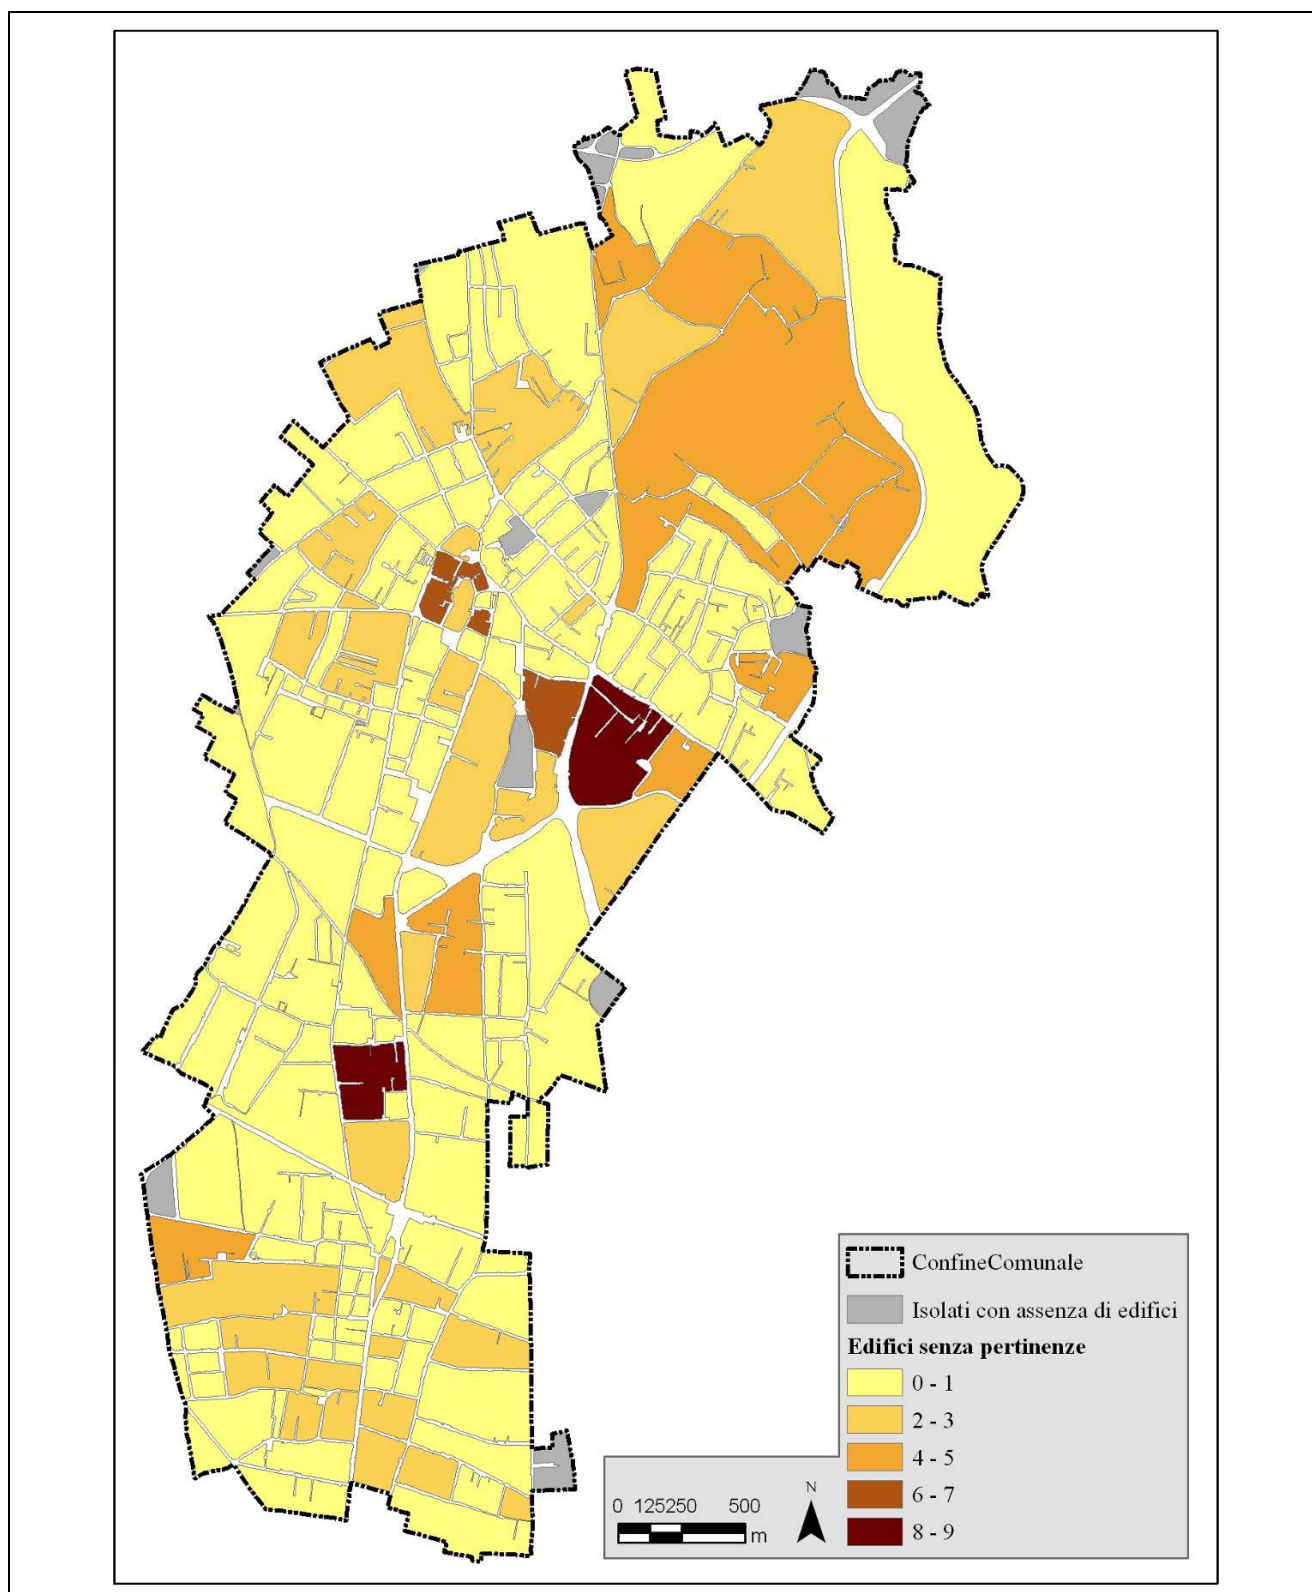 ConfineComunale
Isolati con assenza di edifici
Edifici senza pertinenze
0 - 1
2 - 3
4 - 5
6 - 7
8 - 9
0 125250 500
m
N